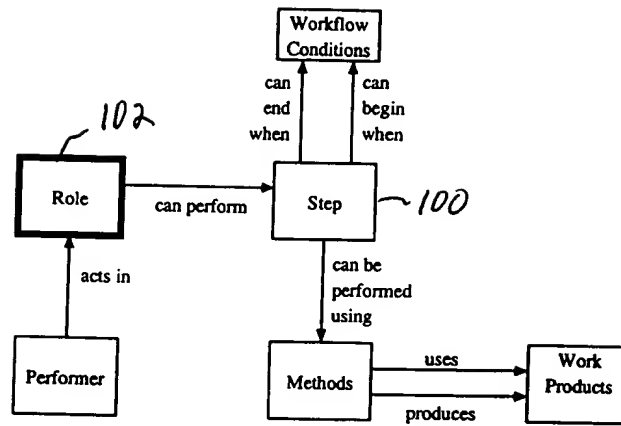 Workflow
Conditions
can
end
when
can
begin
when
102
Role
can perform
Step
100
acts in
can be
performed
using
Performer
Methods
uses
produces
Work
Products